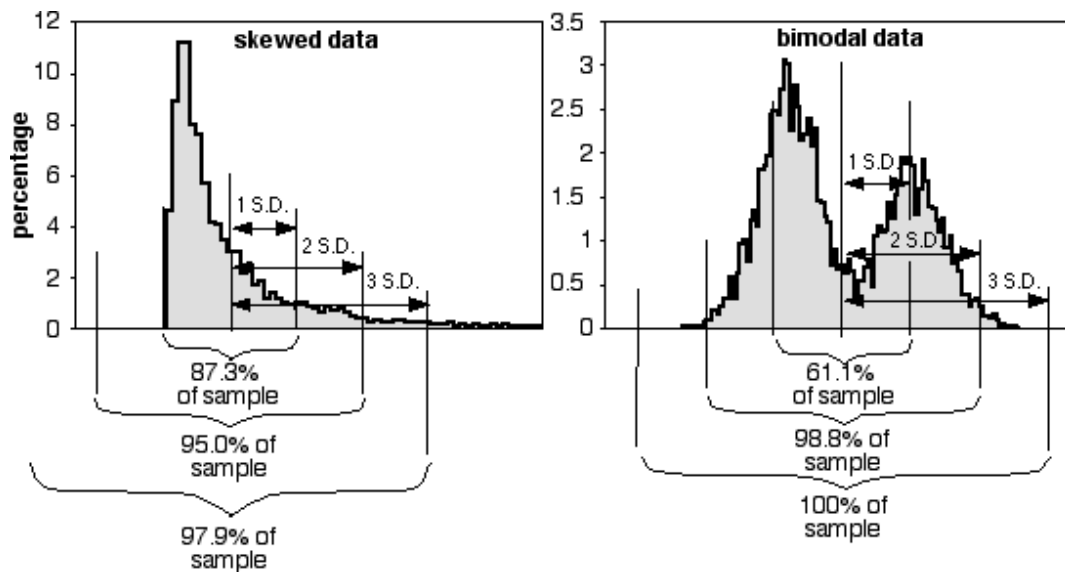 skewed data
percentage
12
10
8
6
4
2
0
1 S.D.
2 S.D.
3 S.D.
87.3%
of sample
95.0% of
sample
97.9% of
sample
bimodal data
3.5
3
2.5
2
1.5
1
0.5
0
1 S.D.
2 S.D.
3 S.D.
61.1%
of sample
98.8% of
sample
100% of
sample